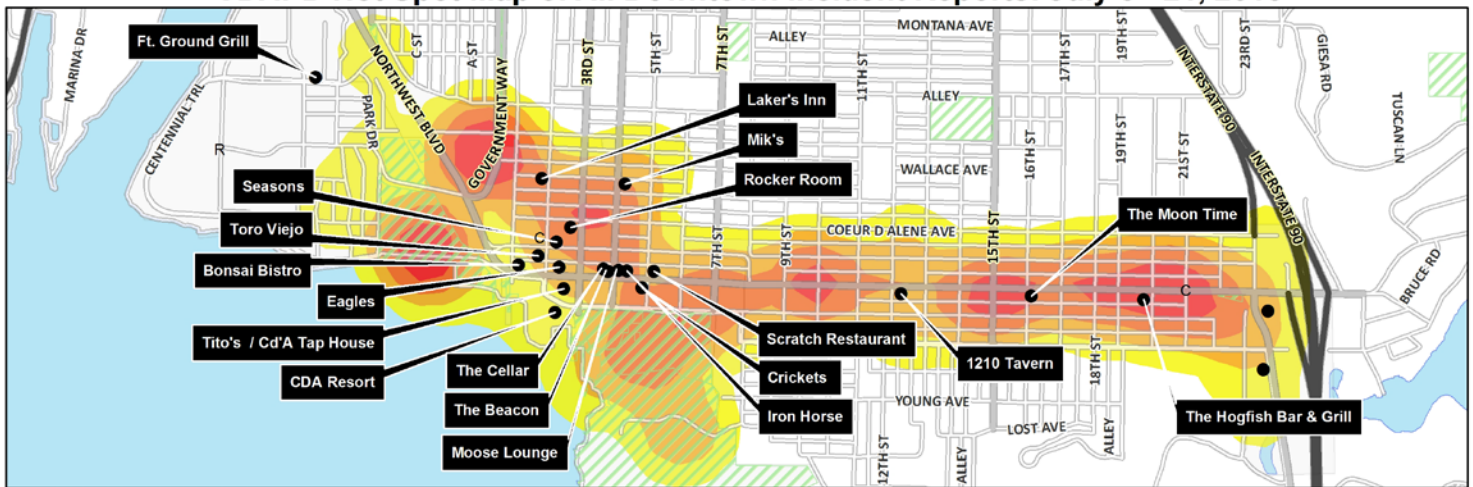 MARINA DR
Ft. Ground Grill
CENTENNIAL TRL
R
PARK DR
NORTHWEST BLVD
C ST
A ST
GOVERNMENT WAY
3RD ST
5TH ST
7TH ST
ALLEY
MONTANA AVE
11TH ST
ALLEY
17TH ST
19TH ST
INTERSTATE 90
23RD ST
GIESA RD
TUSCAN LN
Laker's Inn
Mik's
Rocker Room
WALLACE AVE
16TH ST
19TH ST
21ST ST
INTERSTATE 90
Seasons
Toro Viejo
C
Bonsai Bistro
Eagles
Tito's / Cd'A Tap House
CDA Resort
7TH ST
9TH ST
COEUR D ALENE AVE
15TH ST
The Moon Time
BRUCE RD
C
The Cellar
The Beacon
Moose Lounge
Scratch Restaurant
Crickets
Iron Horse
1210 Tavern
18TH ST
The Hogfish Bar & Grill
YOUNG AVE
LOST AVE
12TH ST
ALLEY
ALLEY